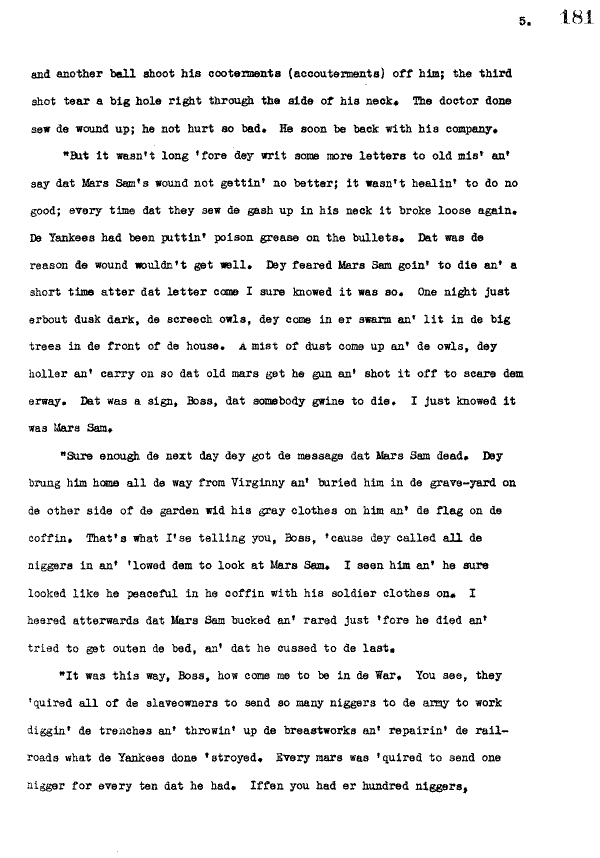 5. 181
and another ball shoot his cooterments (accouterments) off him; the third
shot tear a big hole right through the side of his neck. The doctor done
sew de wound up; he not hurt so bad. He soon be back with his company.
"But it wasn't long 'fore dey writ some more letters to old mis' an'
say dat Mars Sam's wound not gettin' no better; it wasn't healin' to do no
good; every time dat they sew de gash up in his neck it broke loose again.
De Yankees had been puttin' poison grease on the bullets. Dat was de
reason de wound wouldn't get well. Dey feared Mars Sam goin' to die an' a
short time atter dat letter come I sure knowed it was so. One night just
erbout dusk dark, de screech owls, dey come in er swarm an' lit in de big
trees in de front of de house. A mist of dust come up an' de owls, dey
holler an' carry on so dat old mars get he gun an' shot it off to scare dem
erway. Dat was a sign, Boss, dat somebody gwine to die. I just knowed it
was Mars Sam.
"Sure enough de next day dey got de message dat Mars Sam dead. Dey
brung him home all de way from Virginny an' buried him in de grave-yard on
de other side of de garden wid his gray clothes on him an' de flag on de
coffin. That's what I'se telling you, Boss, 'cause dey called all de
niggers in an' 'lowed dem to look at Mars Sam. I seen him an' he sure
looked like he peaceful in he coffin with his soldier clothes on. I
heered atterwards dat Mars Sam bucked an' rared just 'fore he died an'
tried to get outen de bed, an' dat he cussed to de last.
"It was this way, Boss, how come me to be in de War. You see, they
'quired all of de slaveowners to send so many niggers to de army to work
diggin' de trenches an' throwin' up de breastworks an' repairin' de rail-
roads what de Yankees done 'stroyed. Every mars was 'quired to send one
nigger for every ten dat he had. Iffen you had er hundred niggers,